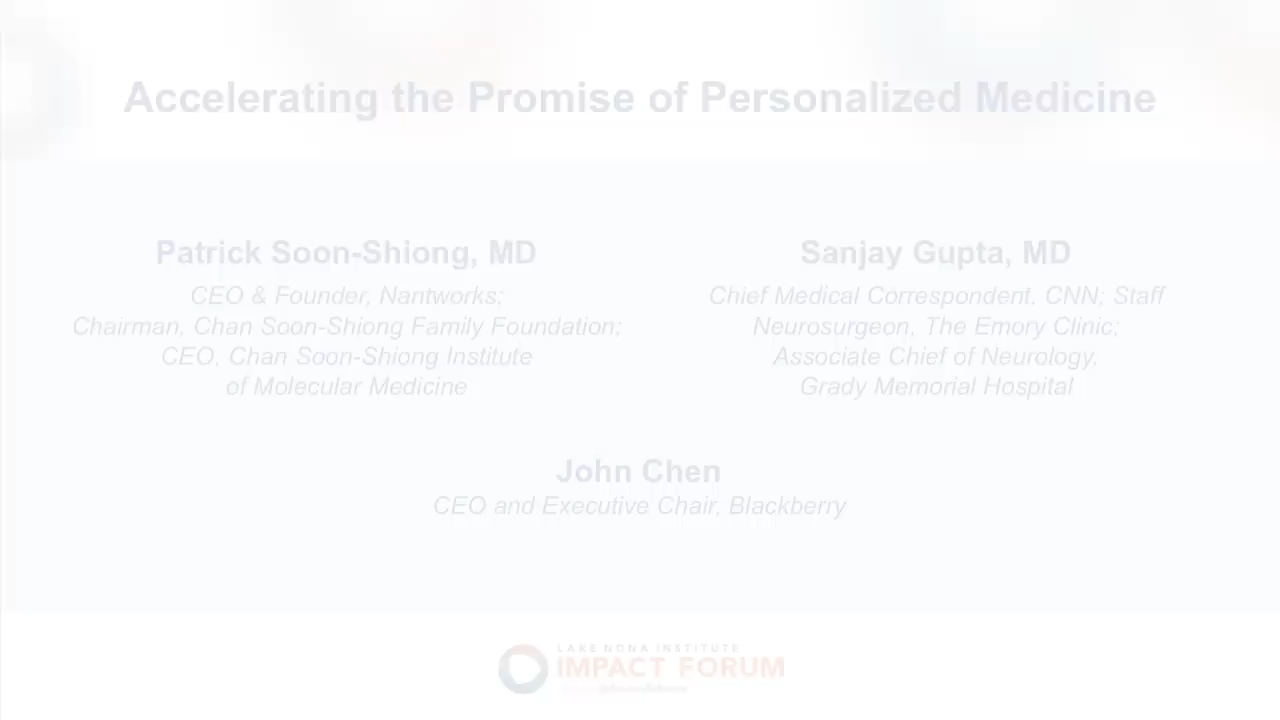 Accelerating the Promise of Personalized Medicine
Patrick Soon-Shiong, MD
CEO & Founder, Nantworks;
Chairman, Chan Soon-Shiong Family Foundation;
CEO, Chan Soon-Shiong Institute
of Molecular Medicine
Sanjay Gupta, MD
Chief Medical Correspondent, CNN; Staff
Neurosurgeon, The Emory Clinic;
Associate Chief of Neurology,
Grady Memorial Hospital
John Chen
CEO and Executive Chair, Blackberry
LAKE NONA INSTITUTE
IMPACT FORUM